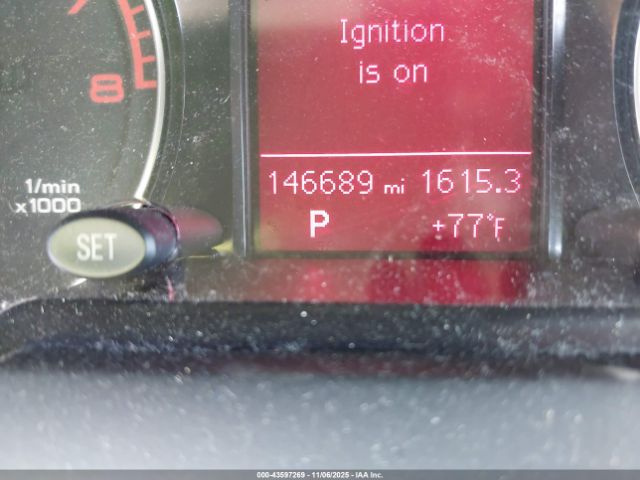 Ignition
is on
8
1/min
x1000
146689 mi 1615.3
P +77°F
SET
000-43597269 - 11/06/2025 - IAA Inc.